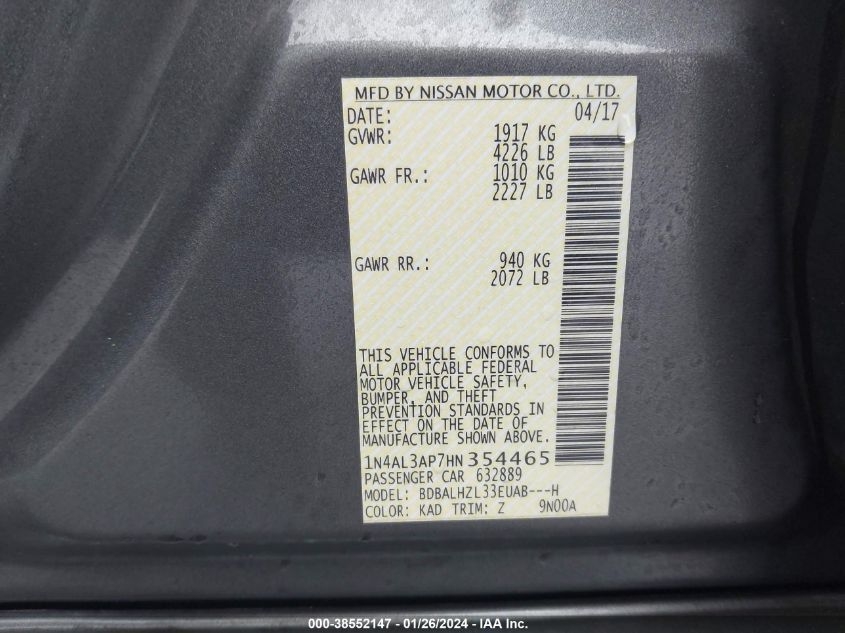 MFD BY NISSAN MOTOR CO., LTD.
DATE: 04/17
GVWR: 1917 KG
4226 LB
GAWR FR.: 1010 KG
2227 LB
GAWR RR.: 940 KG
2072 LB
THIS VEHICLE CONFORMS TO
ALL APPLICABLE FEDERAL
MOTOR VEHICLE SAFETY,
BUMPER, AND THEFT
PREVENTION STANDARDS IN
EFFECT ON THE DATE OF
MANUFACTURE SHOWN ABOVE.
1N4AL3AP7HN354465
PASSENGER CAR 632889
MODEL: BDBALHZL33EUAB---H
COLOR: KAD TRIM: Z 9N00A
000-38552147 - 01/26/2024 - IAA Inc.